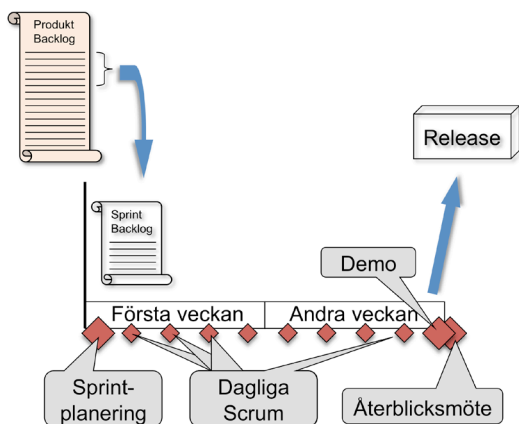 Produkt
Backlog
Release
Sprint
Backlog
Demo
Första veckan
Andra veckan
Sprint-
planering
Dagliga
Scrum
Återblicksmöte